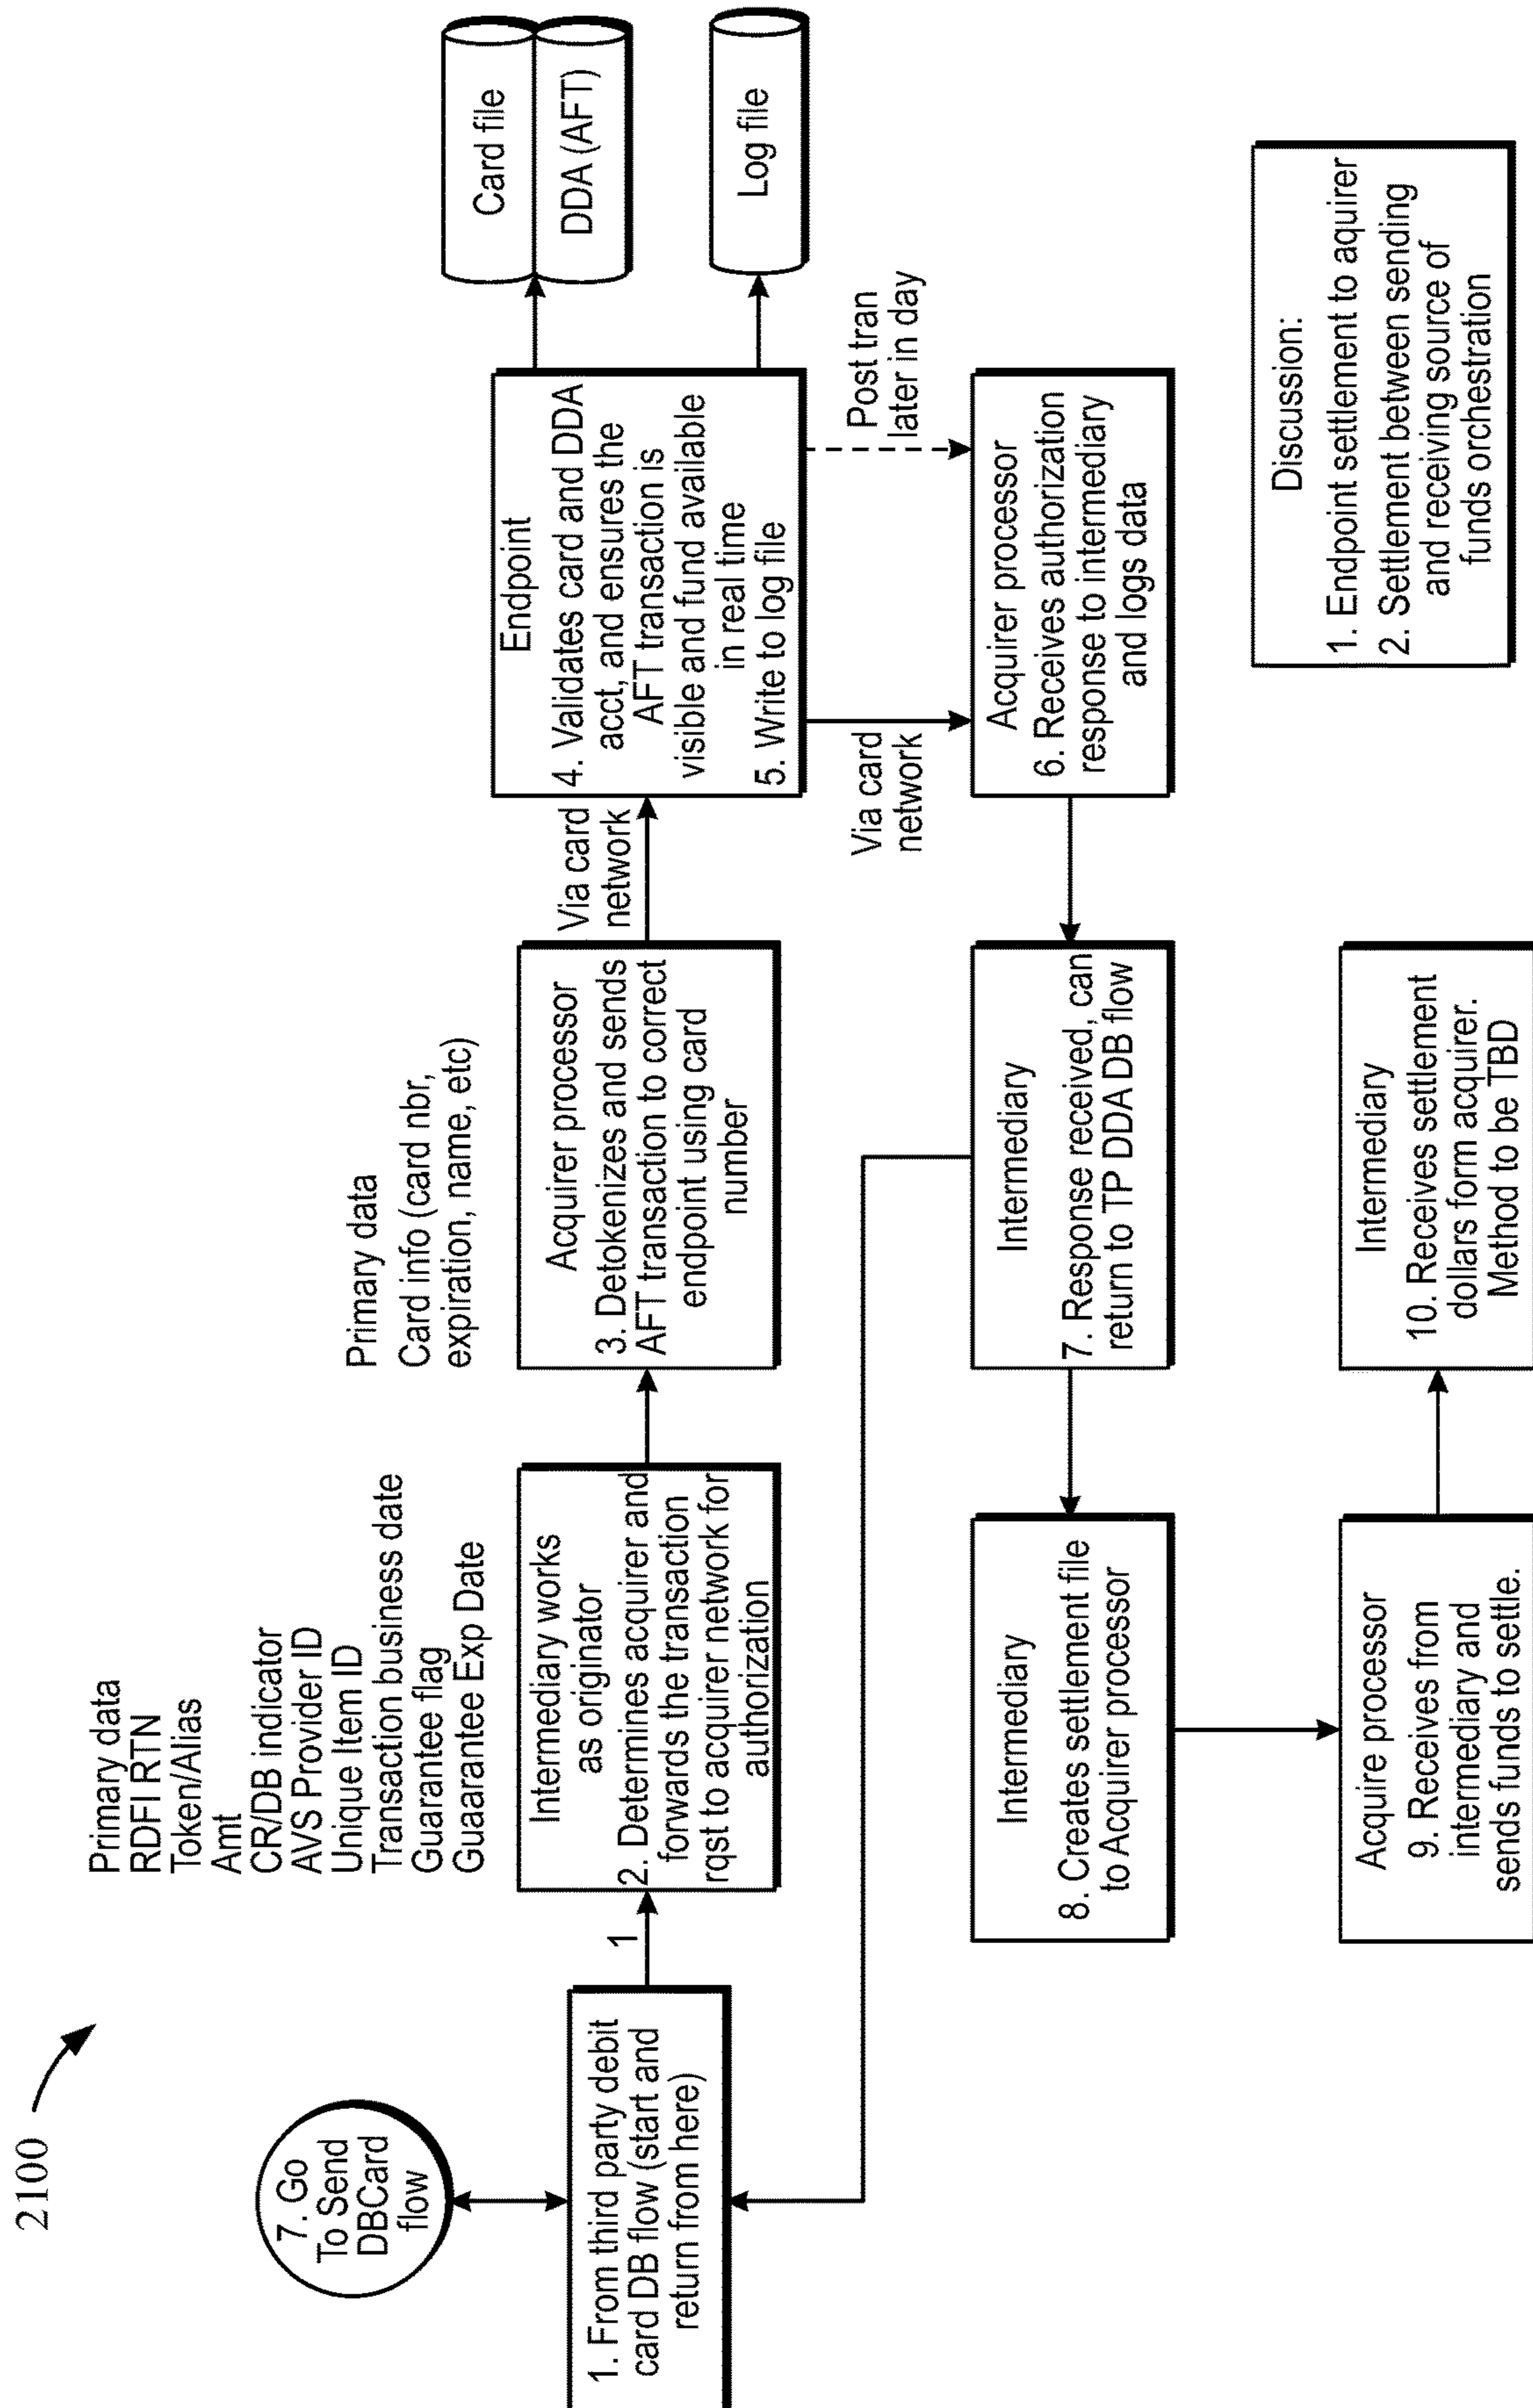 2100
7. Go
To Send
DBCard
flow
1. From third party debit
card DB flow (start and
return from here)
1
Primary data
RDFI RTN
Token/Alias
Amt
CR/DB indicator
AVS Provider ID
Unique Item ID
Transaction business date
Guarantee flag
Guaarantee Exp Date
Intermediary works
as originator
2. Determines acquirer and
forwards the transaction
rqst to acquirer network for
authorization
Primary data
Card info (card nbr,
expiration, name, etc)
Acquirer processor
3. Detokenizes and sends
AFT transaction to correct
endpoint using card
number
Via card
network
Endpoint
4. Validates card and DDA
acct, and ensures the
AFT transaction is
visible and fund available
in real time
5. Write to log file
Card file
DDA (AFT)
Log file
Via card
network
Post tran
later in day
Acquirer processor
6. Receives authorization
response to intermediary
and logs data
Intermediary
7. Response received, can
return to TP DDA DB flow
Intermediary
8. Creates settlement file
to Acquirer processor
Acquire processor
9. Receives from
intermediary and
sends funds to settle.
Intermediary
10. Receives settlement
dollars form acquirer.
Method to be TBD
Discussion:
1. Endpoint settlement to aquirer
2. Settlement between sending
and receiving source of
funds orchestration